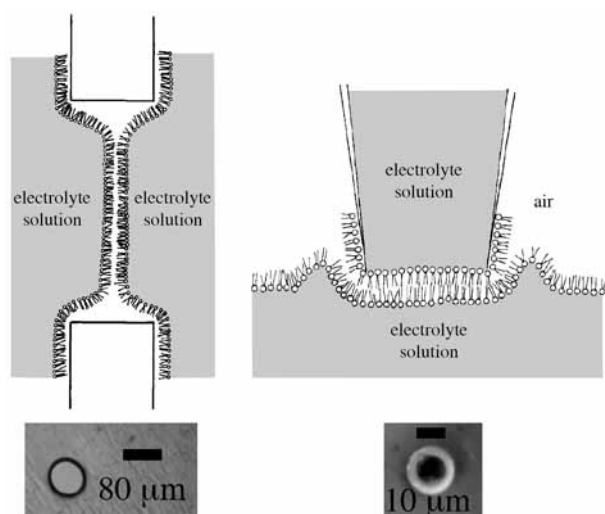 electrolyte
solution
electrolyte
solution
electrolyte
solution
air
electrolyte
solution
80 μm
10 μm